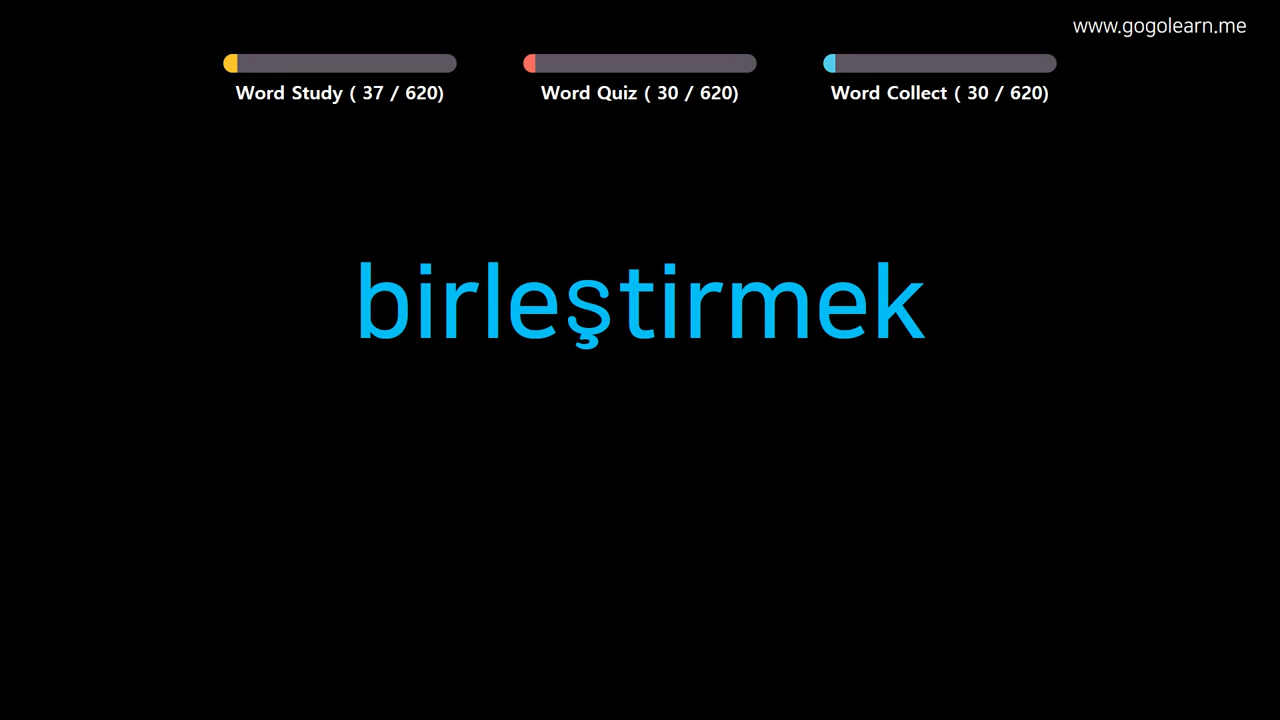 www.gogolearn.me
Word Study ( 37 / 620)
Word Quiz ( 30 / 620)
Word Collect ( 30 / 620)
birleştirmek